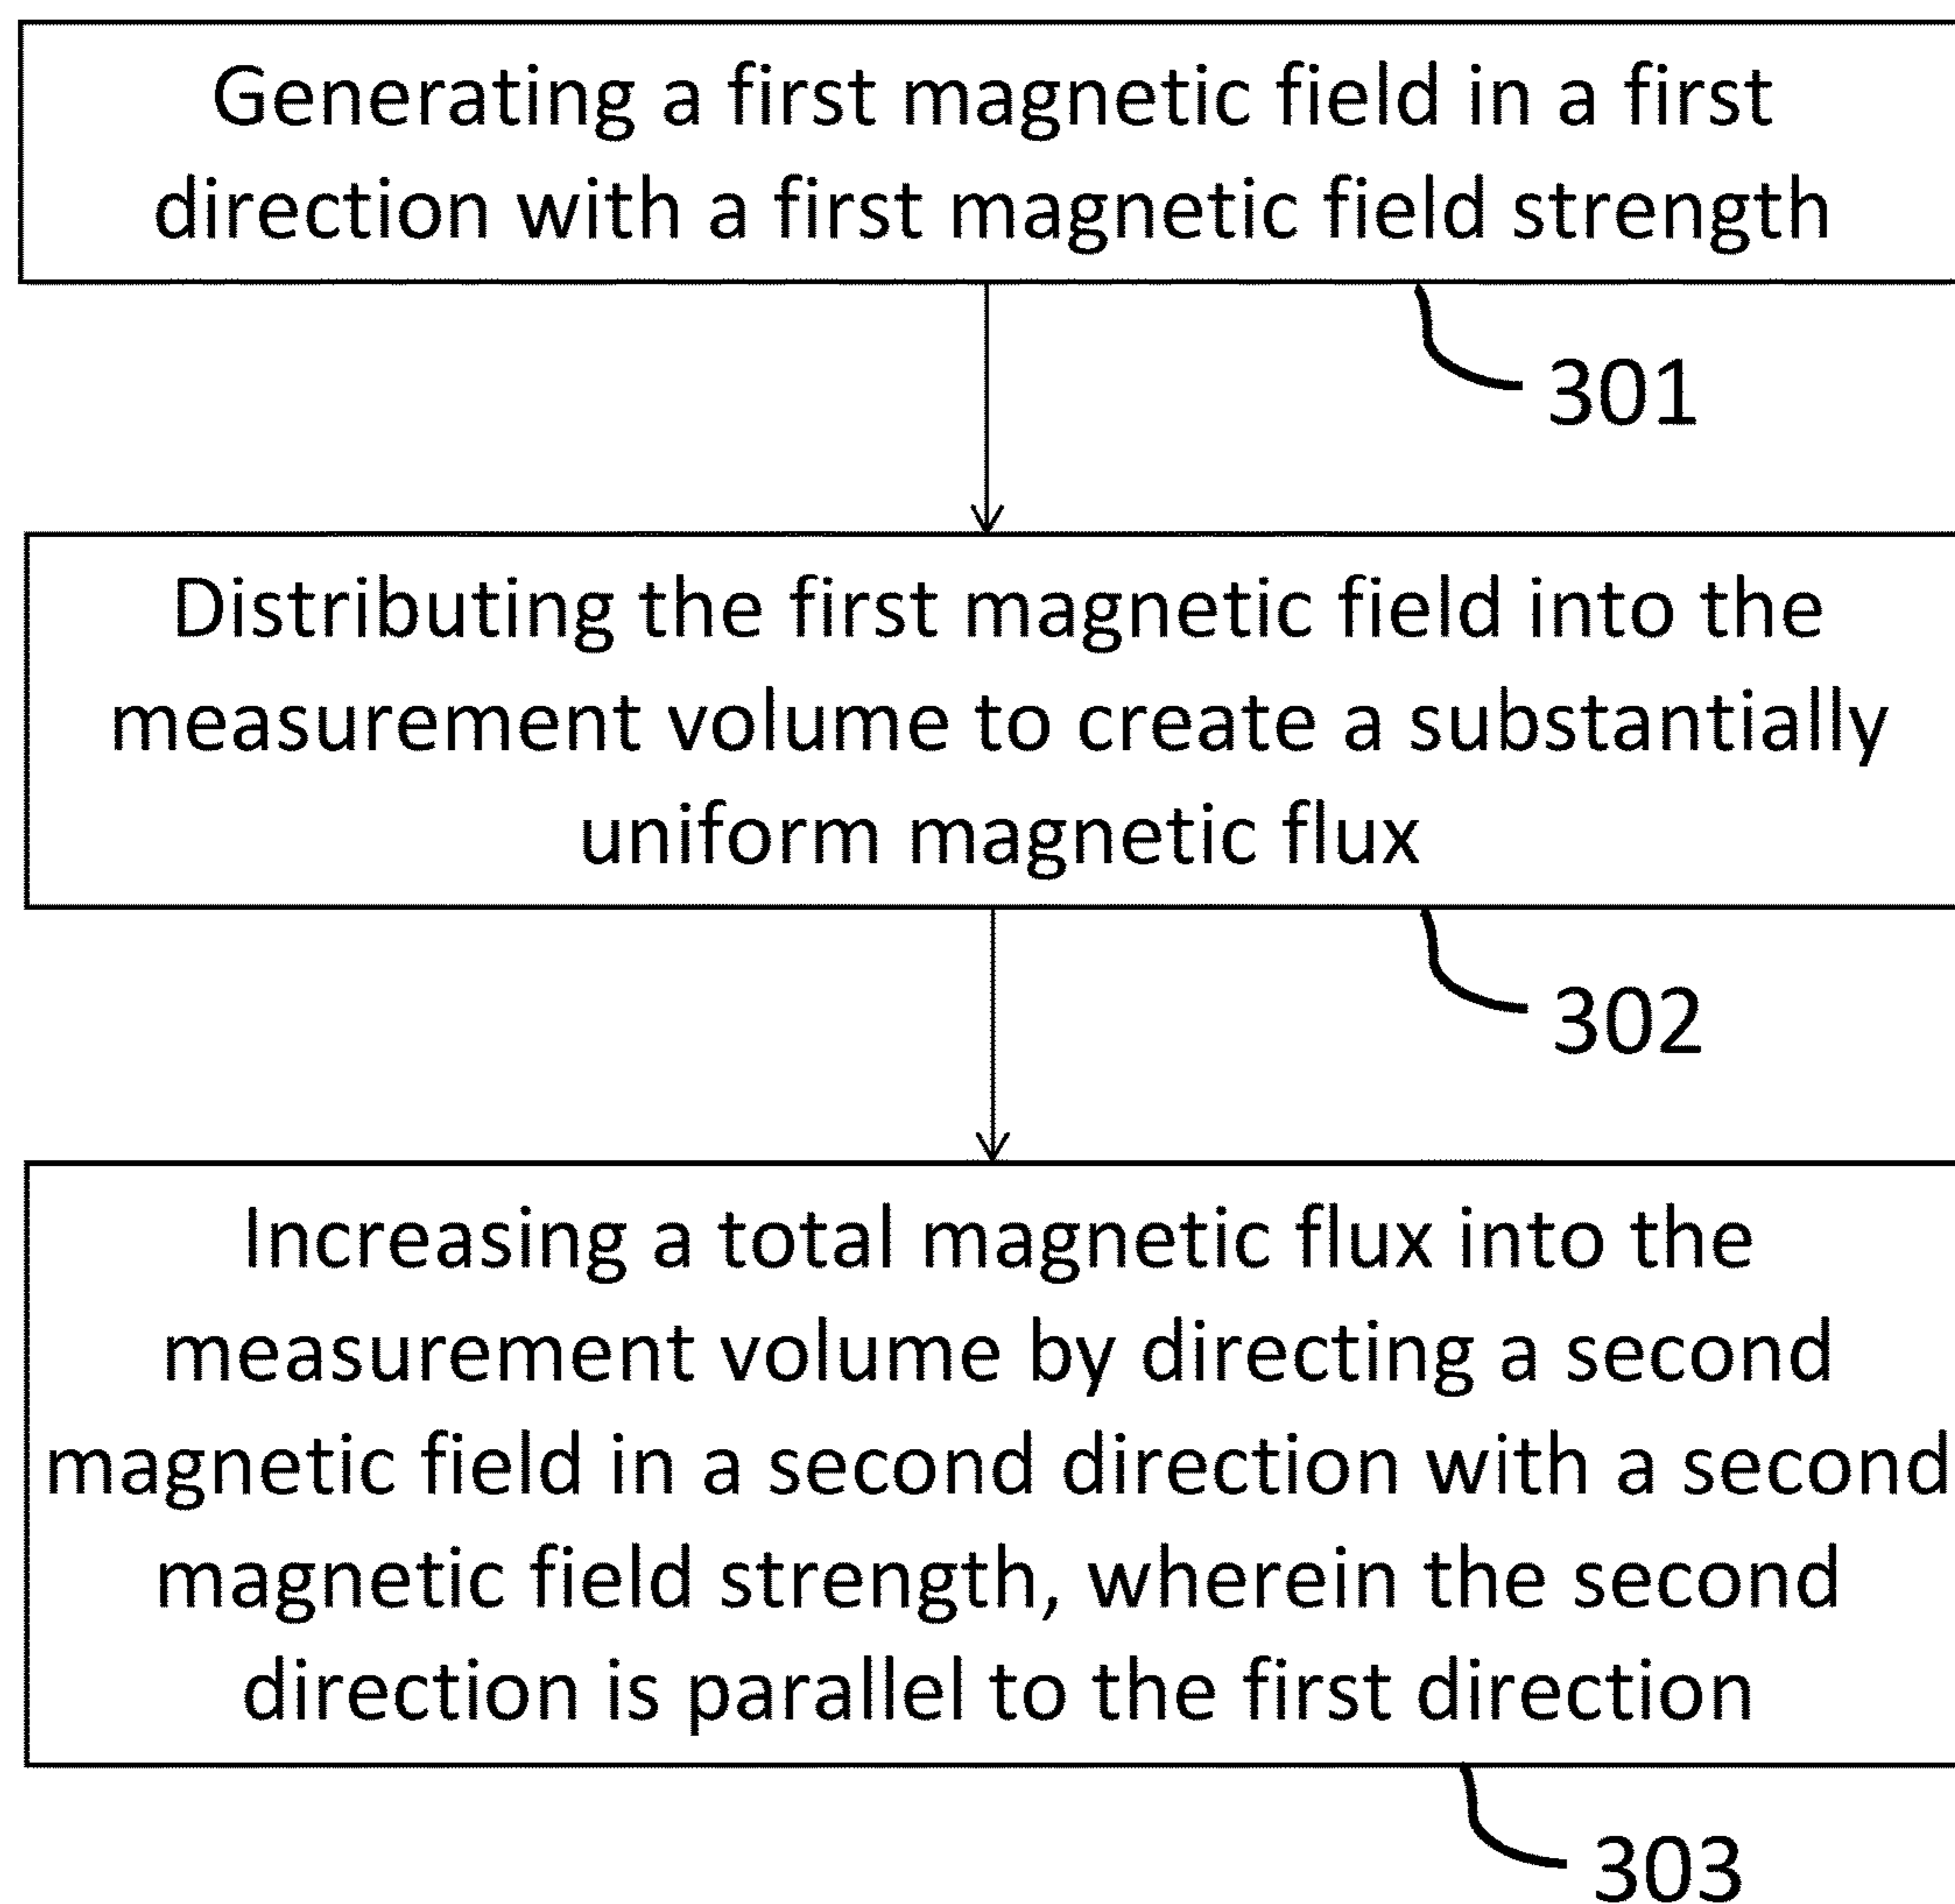 Generating a first magnetic field in a first
direction with a first magnetic field strength
301
Distributing the first magnetic field into the
measurement volume to create a substantially
uniform magnetic flux
302
Increasing a total magnetic flux into the
measurement volume by directing a second
magnetic field in a second direction with a second
magnetic field strength, wherein the second
direction is parallel to the first direction
303